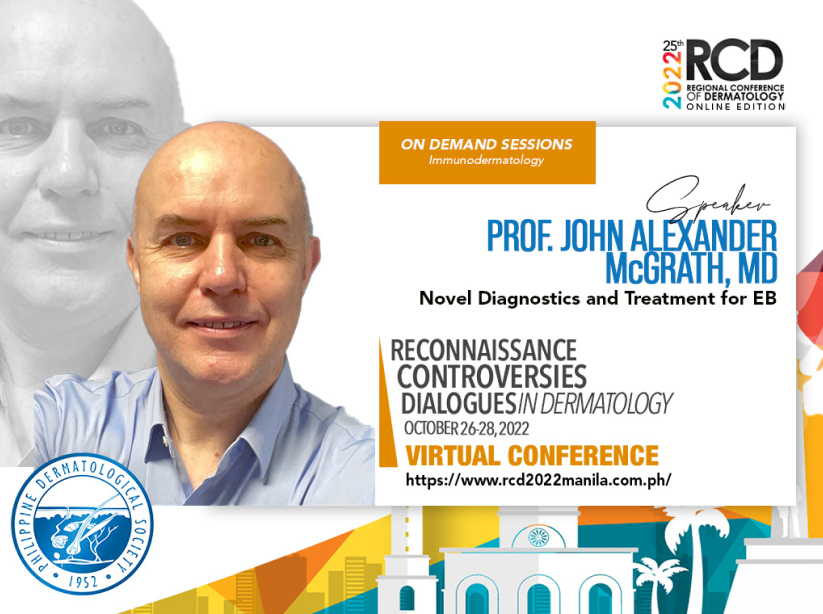 25th
2022
RCD
REGIONAL CONFERENCE
OF DERMATOLOGY
ONLINE EDITION
ON DEMAND SESSIONS
Immunodermatology
Speaker
PROF. JOHN ALEXANDER
McGRATH, MD
Novel Diagnostics and Treatment for EB
RECONNAISSANCE
CONTROVERSIES
DIALOGUES IN DERMATOLOGY
OCTOBER 26-28, 2022
VIRTUAL CONFERENCE
https://www.rcd2022manila.com.ph/
PHILIPPINE DERMATOLOGICAL SOCIETY
• 1952 •